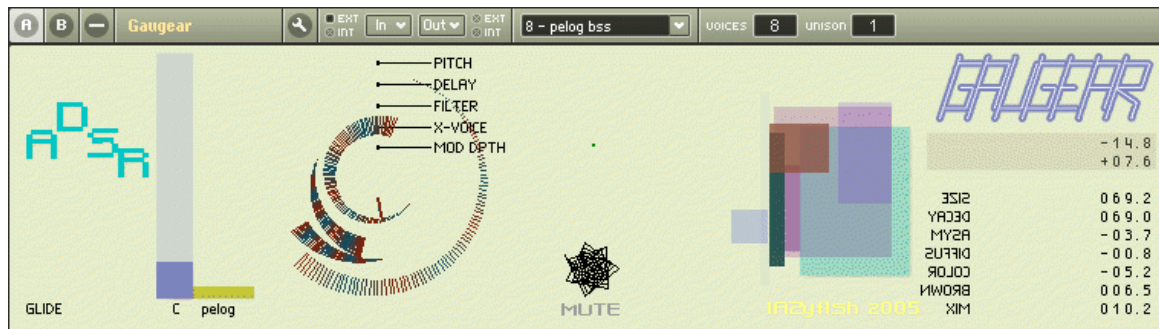 A B Gaugear EXT INT In Out EXT INT 8 - pelog bss VOICES 8 UNISON 1
PITCH
DELAY
FILTER
X-VOICE
MOD DPTH
GAUGEAR
ADSR
-14.8
+07.6
SIZE 069.2
DECAY 069.0
ASYM -03.7
DIFFUS -00.8
COLOR -05.2
BROWN 006.5
MIX 010.2
GLIDE C pelog MUTE lAZyfish 2005